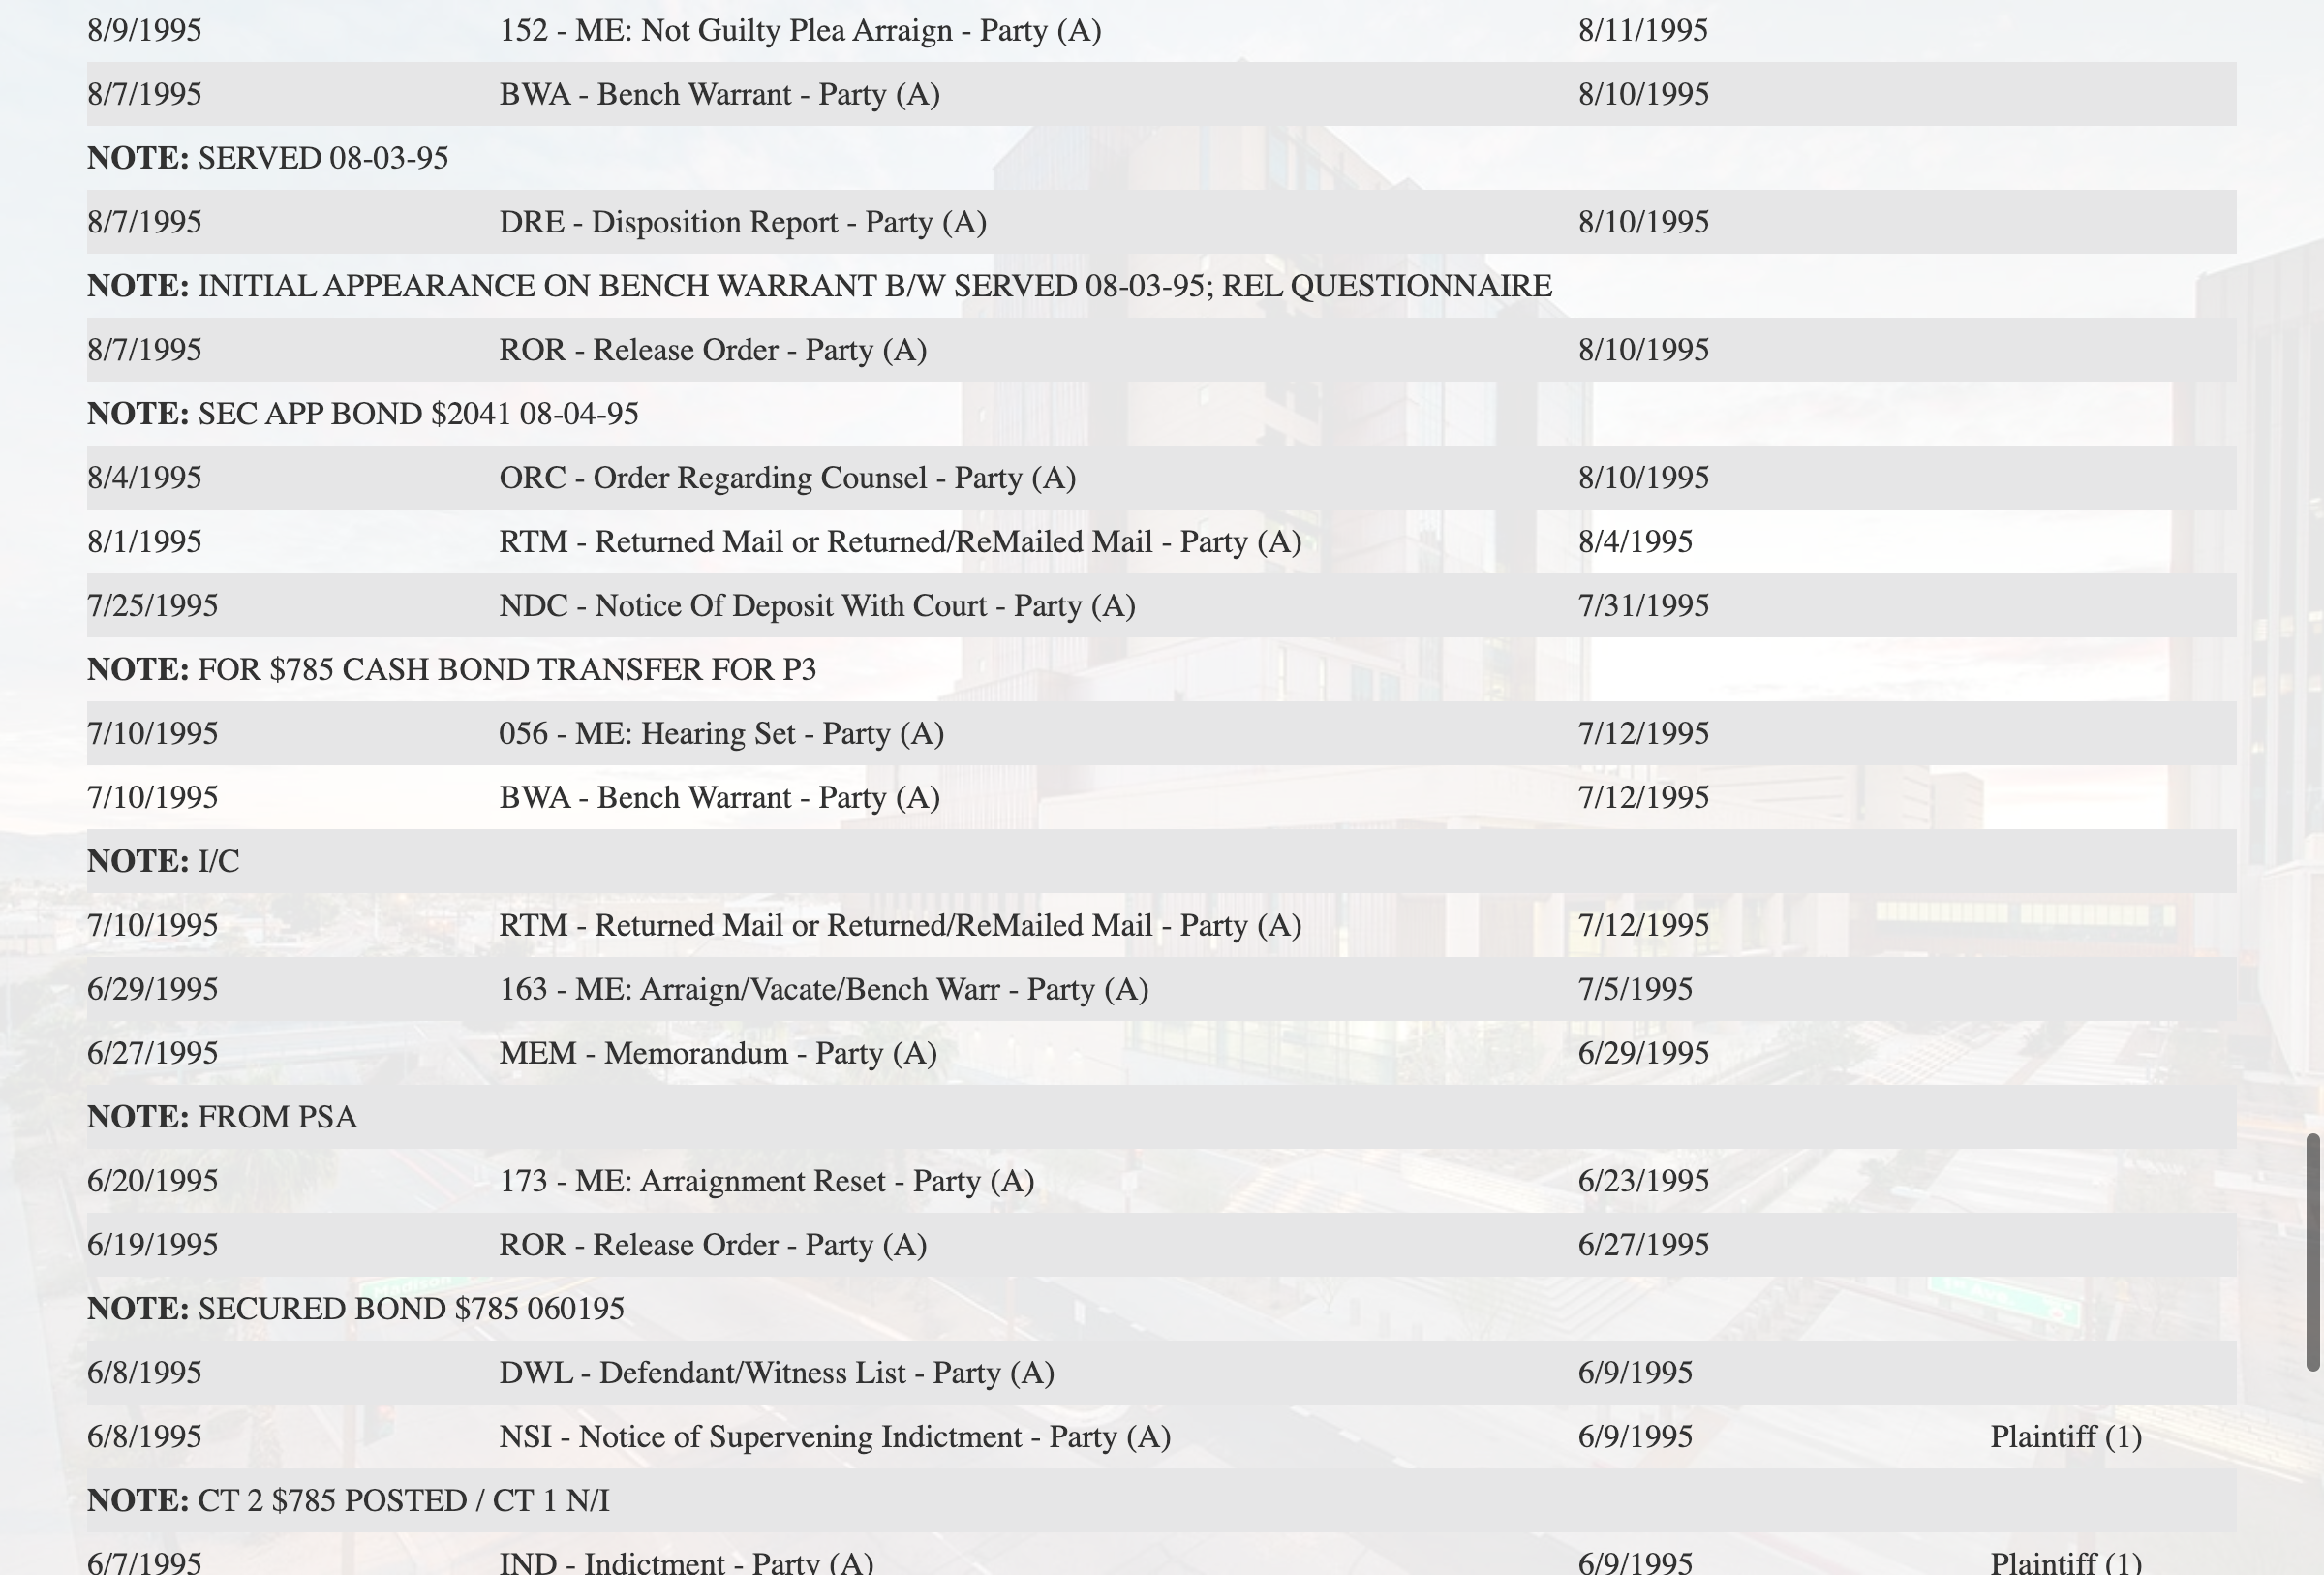 8/9/1995 152 - ME: Not Guilty Plea Arraign - Party (A) 8/11/1995
8/7/1995 BWA - Bench Warrant - Party (A) 8/10/1995
NOTE: SERVED 08-03-95
8/7/1995 DRE - Disposition Report - Party (A) 8/10/1995
NOTE: INITIAL APPEARANCE ON BENCH WARRANT B/W SERVED 08-03-95; REL QUESTIONNAIRE
8/7/1995 ROR - Release Order - Party (A) 8/10/1995
NOTE: SEC APP BOND $2041 08-04-95
8/4/1995 ORC - Order Regarding Counsel - Party (A) 8/10/1995
8/1/1995 RTM - Returned Mail or Returned/ReMailed Mail - Party (A) 8/4/1995
7/25/1995 NDC - Notice Of Deposit With Court - Party (A) 7/31/1995
NOTE: FOR $785 CASH BOND TRANSFER FOR P3
7/10/1995 056 - ME: Hearing Set - Party (A) 7/12/1995
7/10/1995 BWA - Bench Warrant - Party (A) 7/12/1995
NOTE: I/C
7/10/1995 RTM - Returned Mail or Returned/ReMailed Mail - Party (A) 7/12/1995
6/29/1995 163 - ME: Arraign/Vacate/Bench Warr - Party (A) 7/5/1995
6/27/1995 MEM - Memorandum - Party (A) 6/29/1995
NOTE: FROM PSA
6/20/1995 173 - ME: Arraignment Reset - Party (A) 6/23/1995
6/19/1995 ROR - Release Order - Party (A) 6/27/1995
Madison
NOTE: SECURED BOND $785 060195
6/8/1995 DWL - Defendant/Witness List - Party (A) 6/9/1995
6/8/1995 NSI - Notice of Supervening Indictment - Party (A) 6/9/1995 Plaintiff (1)
NOTE: CT 2 $785 POSTED / CT 1 N/I
6/7/1995 IND - Indictment - Party (A) 6/9/1995 Plaintiff (1)